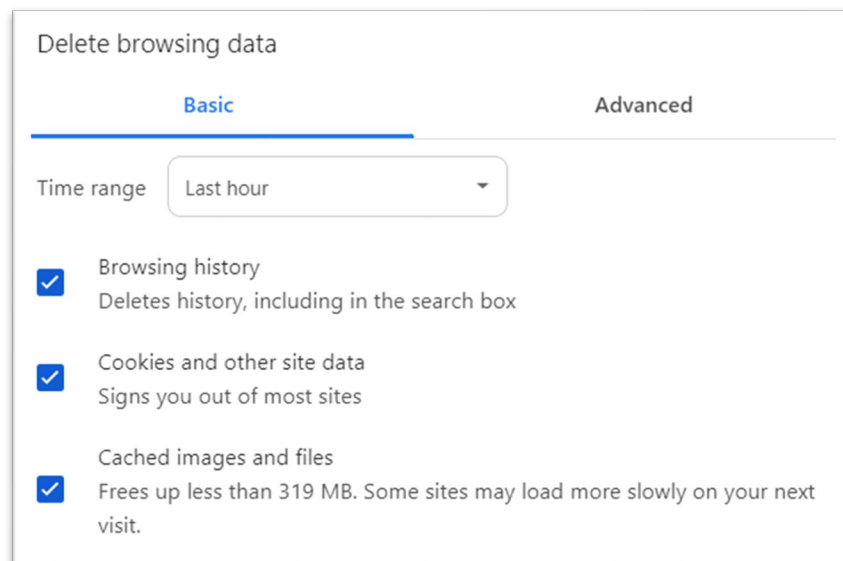 Delete browsing data
Basic Advanced
Time range Last hour
Browsing history
Deletes history, including in the search box
Cookies and other site data
Signs you out of most sites
Cached images and files
Frees up less than 319 MB. Some sites may load more slowly on your next
visit.